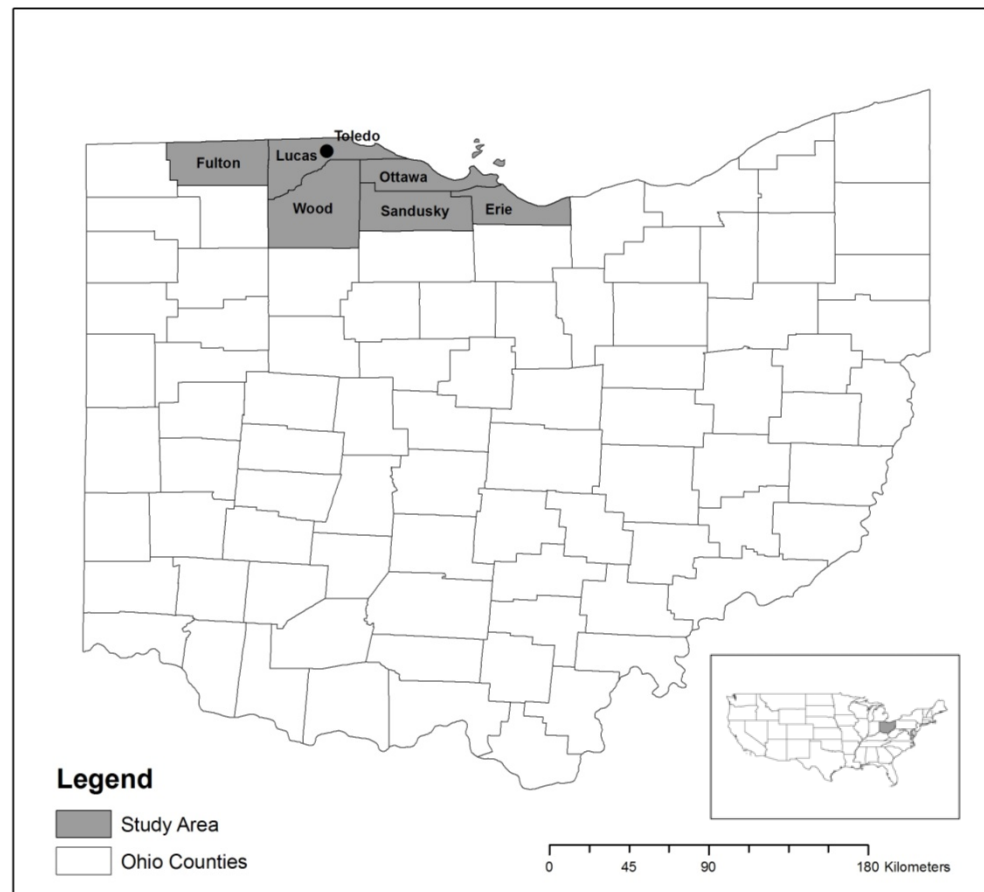 Toledo
Lucas
Fulton
Ottawa
Wood
Sandusky
Erie
Legend
Study Area
Ohio Counties
0 45 90 180 Kilometers